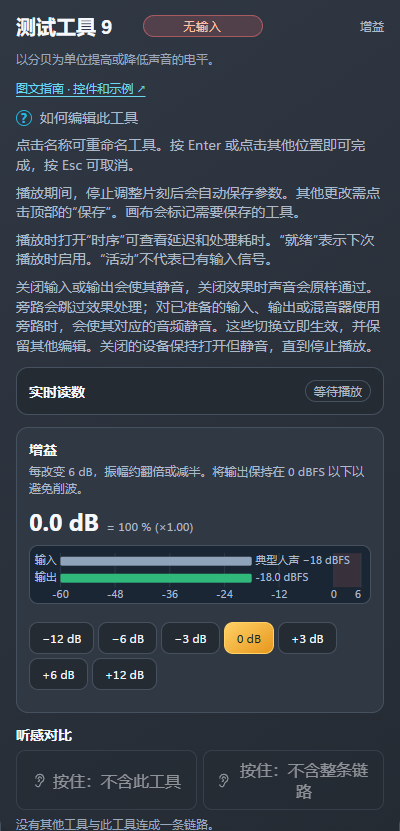 测试工具 9
无输入
增益
以分贝为单位提高或降低声音的电平。
图文指南 · 控件和示例 ↗
? 如何编辑此工具
点击名称可重命名工具。按 Enter 或点击其他位置即可完
成，按 Esc 可取消。
播放期间，停止调整片刻后会自动保存参数。其他更改需点
击顶部的“保存”。画布会标记需要保存的工具。
播放时打开“时序”可查看延迟和处理耗时。“就绪”表示下次
播放时启用。“活动”不代表已有输入信号。
关闭输入或输出会使其静音，关闭效果时声音会原样通过。
旁路会跳过效果处理；对已准备的输入、输出或混音器使用
旁路时，会使其对应的音频静音。这些切换立即生效，并保
留其他编辑。关闭的设备保持打开但静音，直到停止播放。
实时读数
等待播放
增益
每改变 6 dB，振幅约翻倍或减半。将输出保持在 0 dBFS 以下以
避免削波。
0.0 dB = 100 % (×1.00)
输入
典型人声 −18 dBFS
输出
-18.0 dBFS
-60 -48 -36 -24 -12 0 6
−12 dB
−6 dB
−3 dB
0 dB
+3 dB
+6 dB
+12 dB
听感对比
按住：不含此工具
按住：不含整条链
路
没有其他工具与此工具连成一条链路。